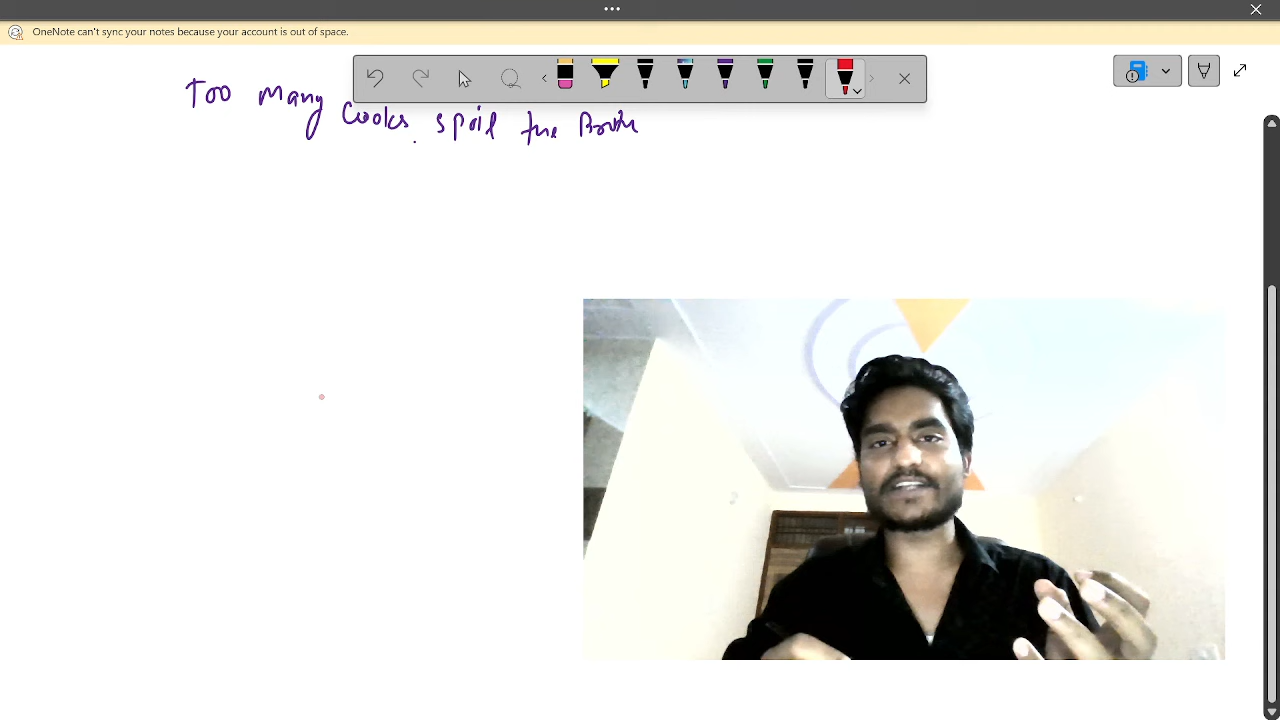 OneNote can't sync your notes because your account is out of space.
Too Many Cooks spoil the Broth